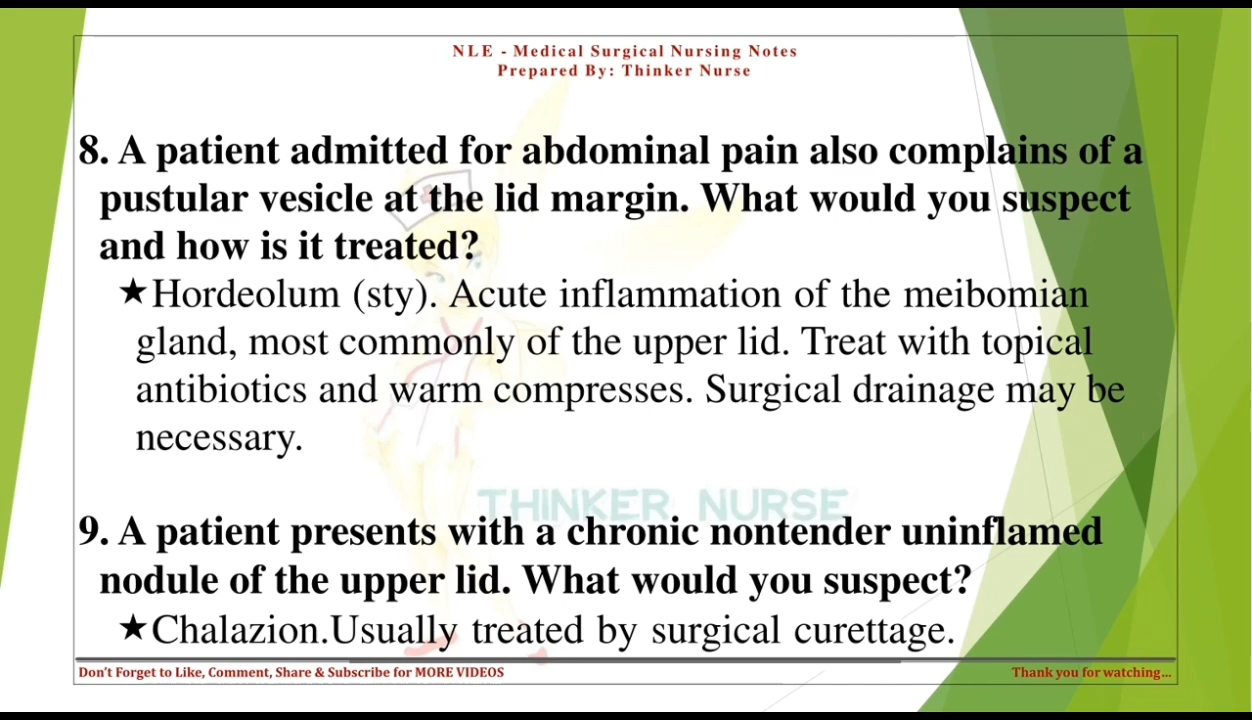 NLE - Medical Surgical Nursing Notes
Prepared By: Thinker Nurse
8. A patient admitted for abdominal pain also complains of a
pustular vesicle at the lid margin. What would you suspect
and how is it treated?
★Hordeolum (sty). Acute inflammation of the meibomian
gland, most commonly of the upper lid. Treat with topical
antibiotics and warm compresses. Surgical drainage may be
necessary.
THINKER NURSE
9. A patient presents with a chronic nontender uninflamed
nodule of the upper lid. What would you suspect?
★Chalazion.Usually treated by surgical curettage.
Don't Forget to Like, Comment, Share & Subscribe for MORE VIDEOS
Thank you for watching...